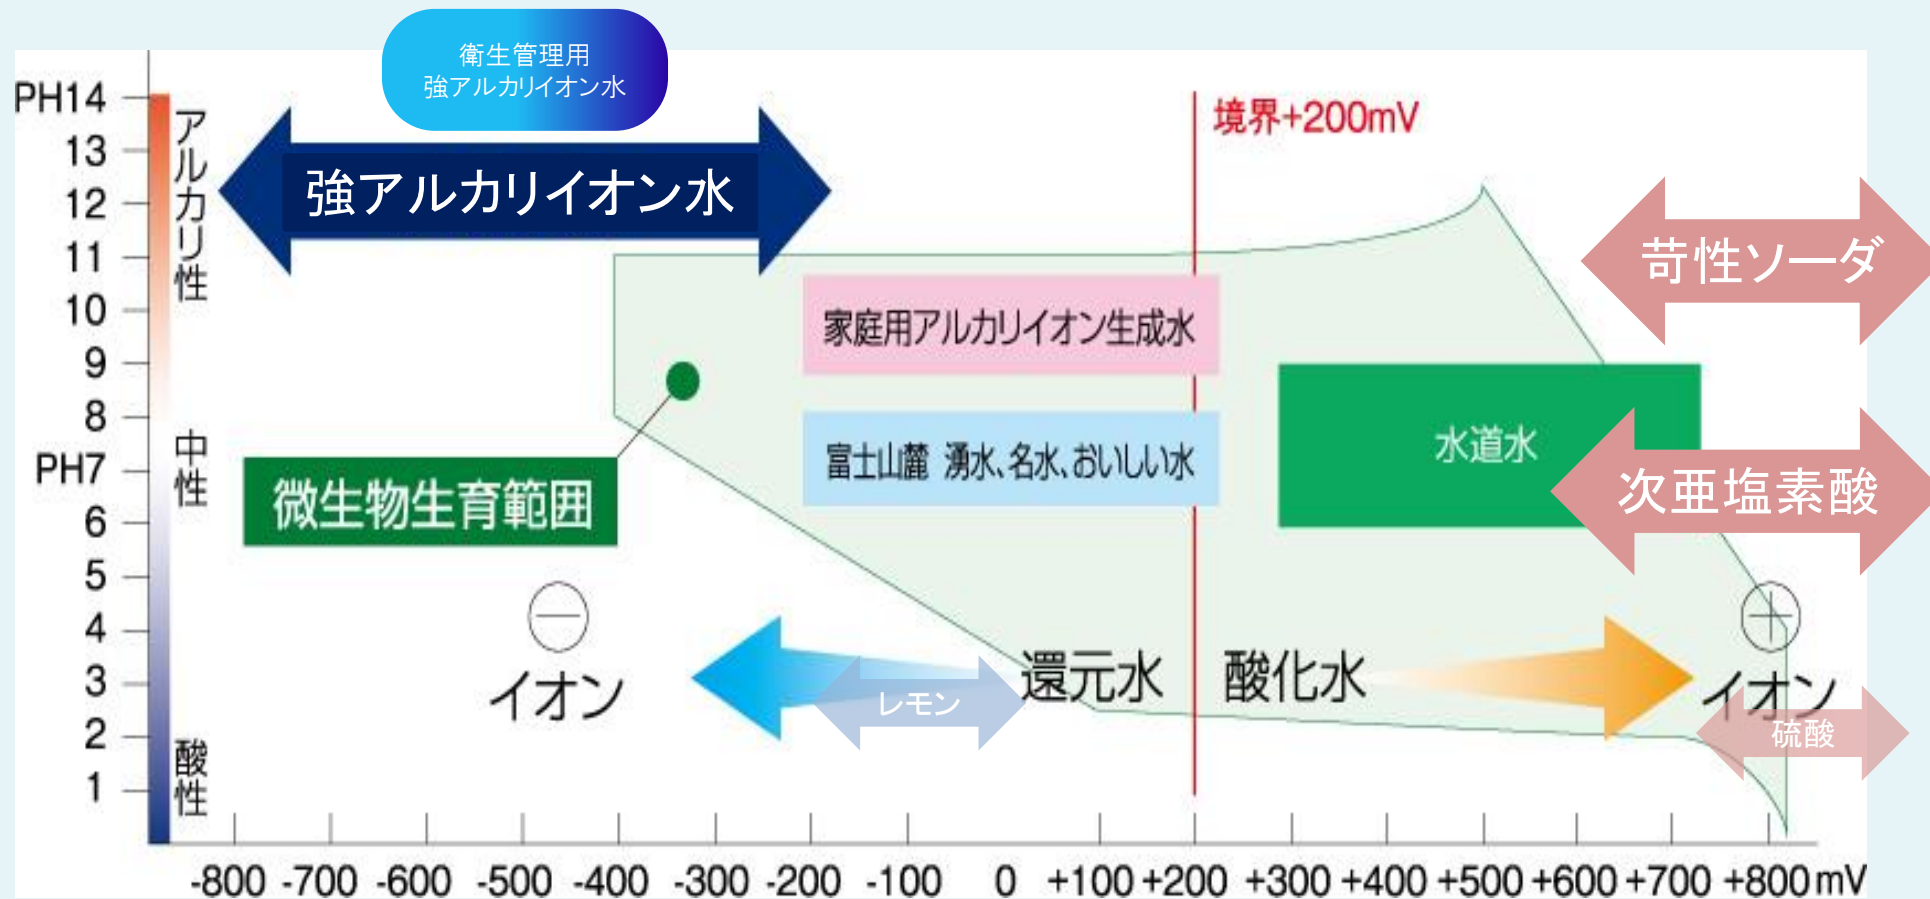 衛生管理用
強アルカリイオン水
PH14
13
12
11
10
9
8
PH7
6
5
4
3
2
1
アルカリ性
中性
酸性
強アルカリイオン水
境界+200mV
苛性ソーダ
家庭用アルカリイオン生成水
水道水
富士山麓 湧水、名水、おいしい水
次亜塩素酸
微生物生育範囲
イオン
レモン
還元水
酸化水
イオン
硫酸
-800 -700 -600 -500 -400 -300 -200 -100 0 +100 +200 +300 +400 +500 +600 +700 +800 mV